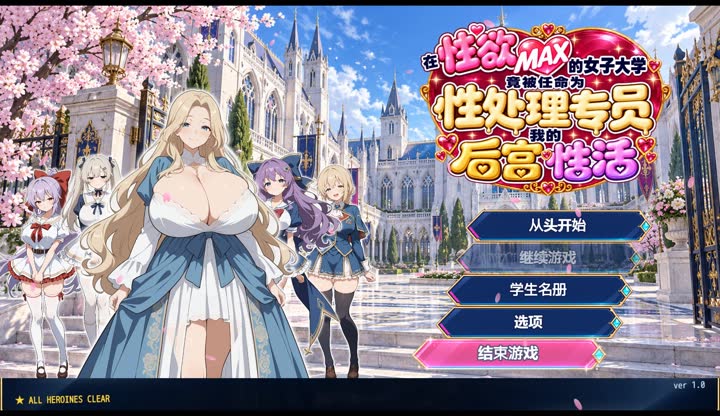 在性欲MAX的女子大学
竟被任命为
性处理专员
我的
后宫性活
从头开始
继续游戏
学生名册
选项
结束游戏
ver 1.0
★ ALL HEROINES CLEAR